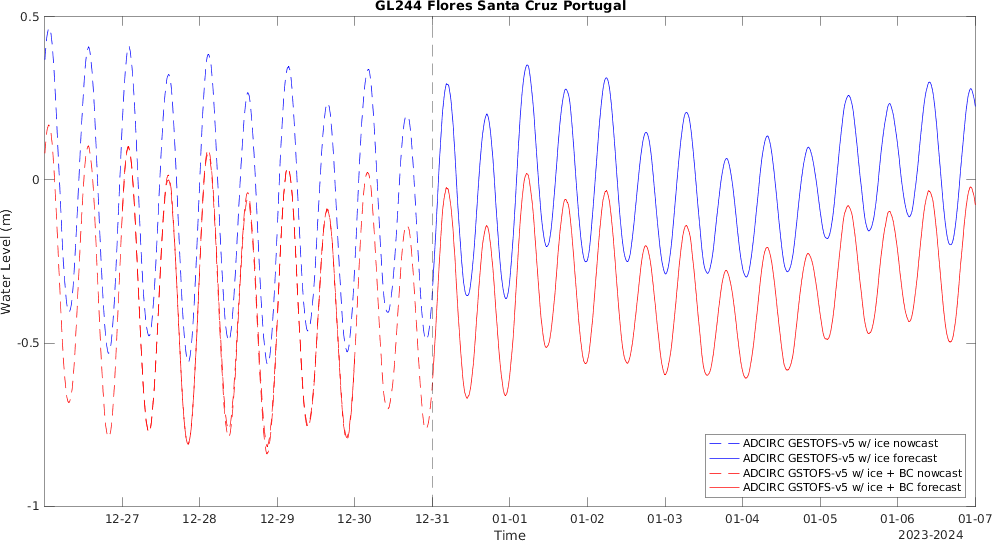 GL244 Flores Santa Cruz Portugal
0.5
0
-0.5
-1
Water Level (m)
ADCIRC GESTOFS-v5 w/ ice nowcast
ADCIRC GESTOFS-v5 w/ ice forecast
ADCIRC GSTOFS-v5 w/ ice + BC nowcast
ADCIRC GSTOFS-v5 w/ ice + BC forecast
12-27 12-28 12-29 12-30 12-31 01-01 01-02 01-03 01-04 01-05 01-06 01-07
Time
2023-2024